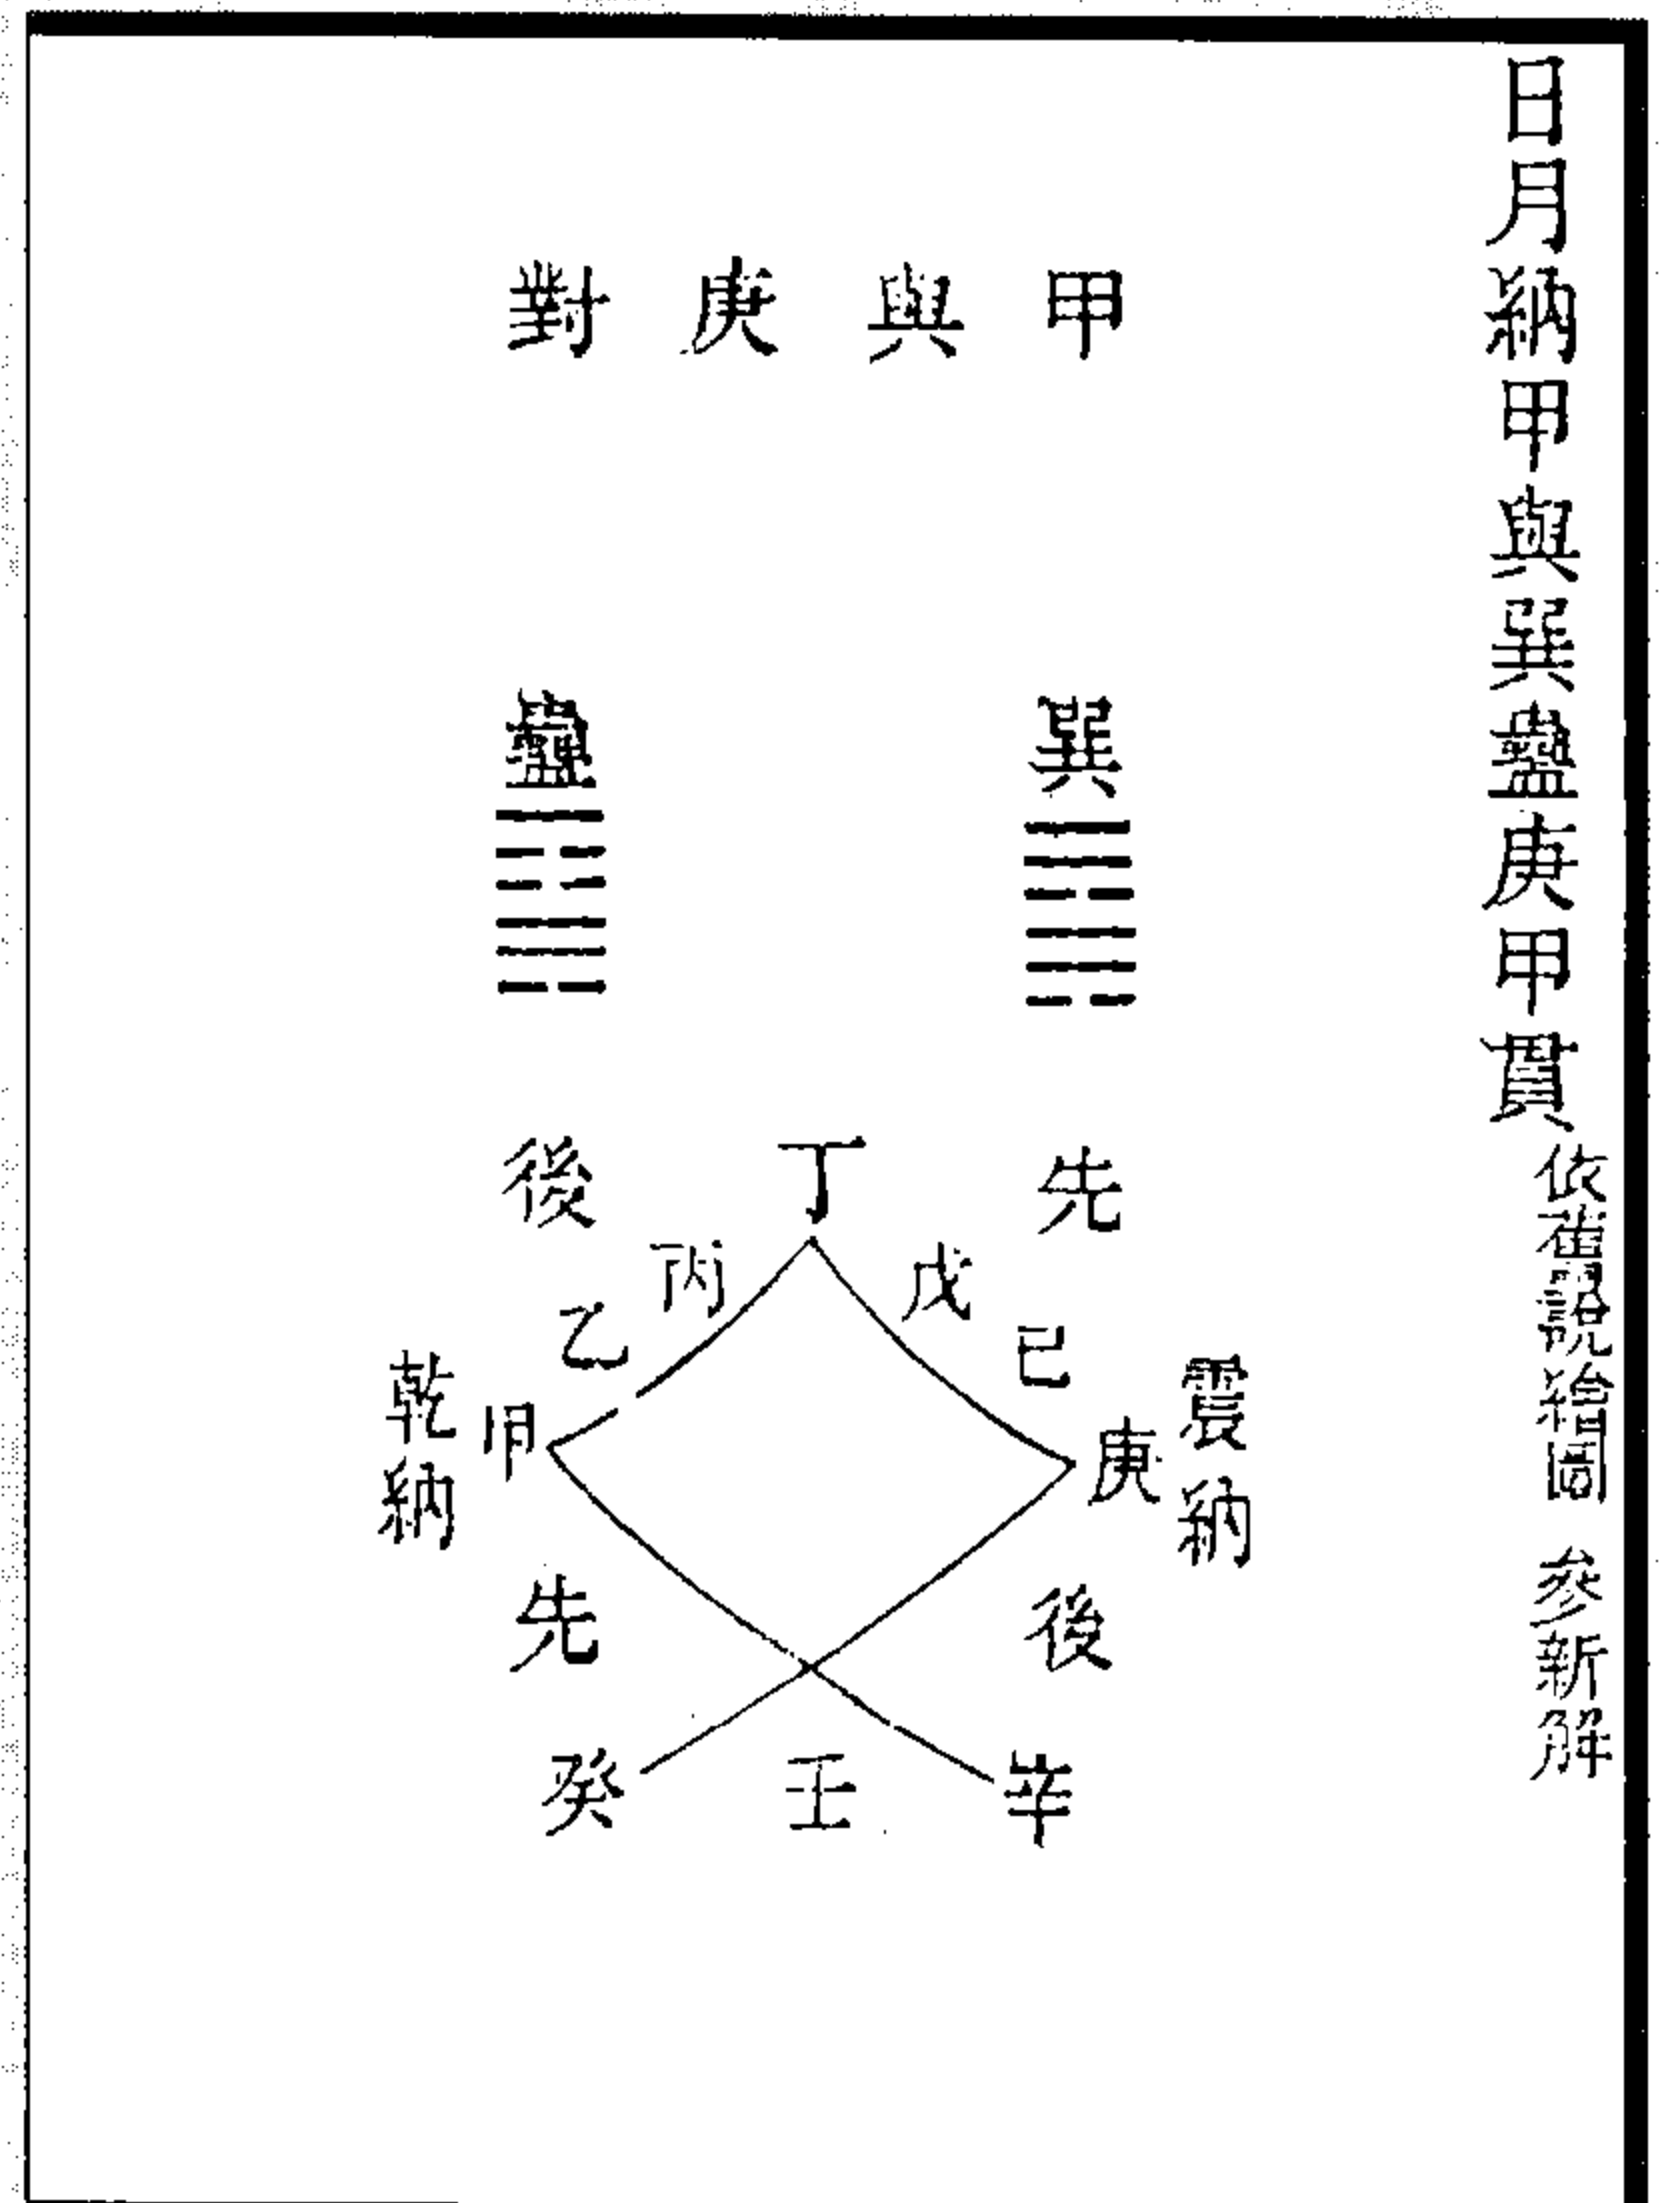 日月納甲與巽蠱庚甲貫 依舊說繪圖 參新解
甲與庚對
巽
蠱
先
丁
後
戊
丙
己
乙
震納
庚
甲
乾納
後
先
辛
壬
癸